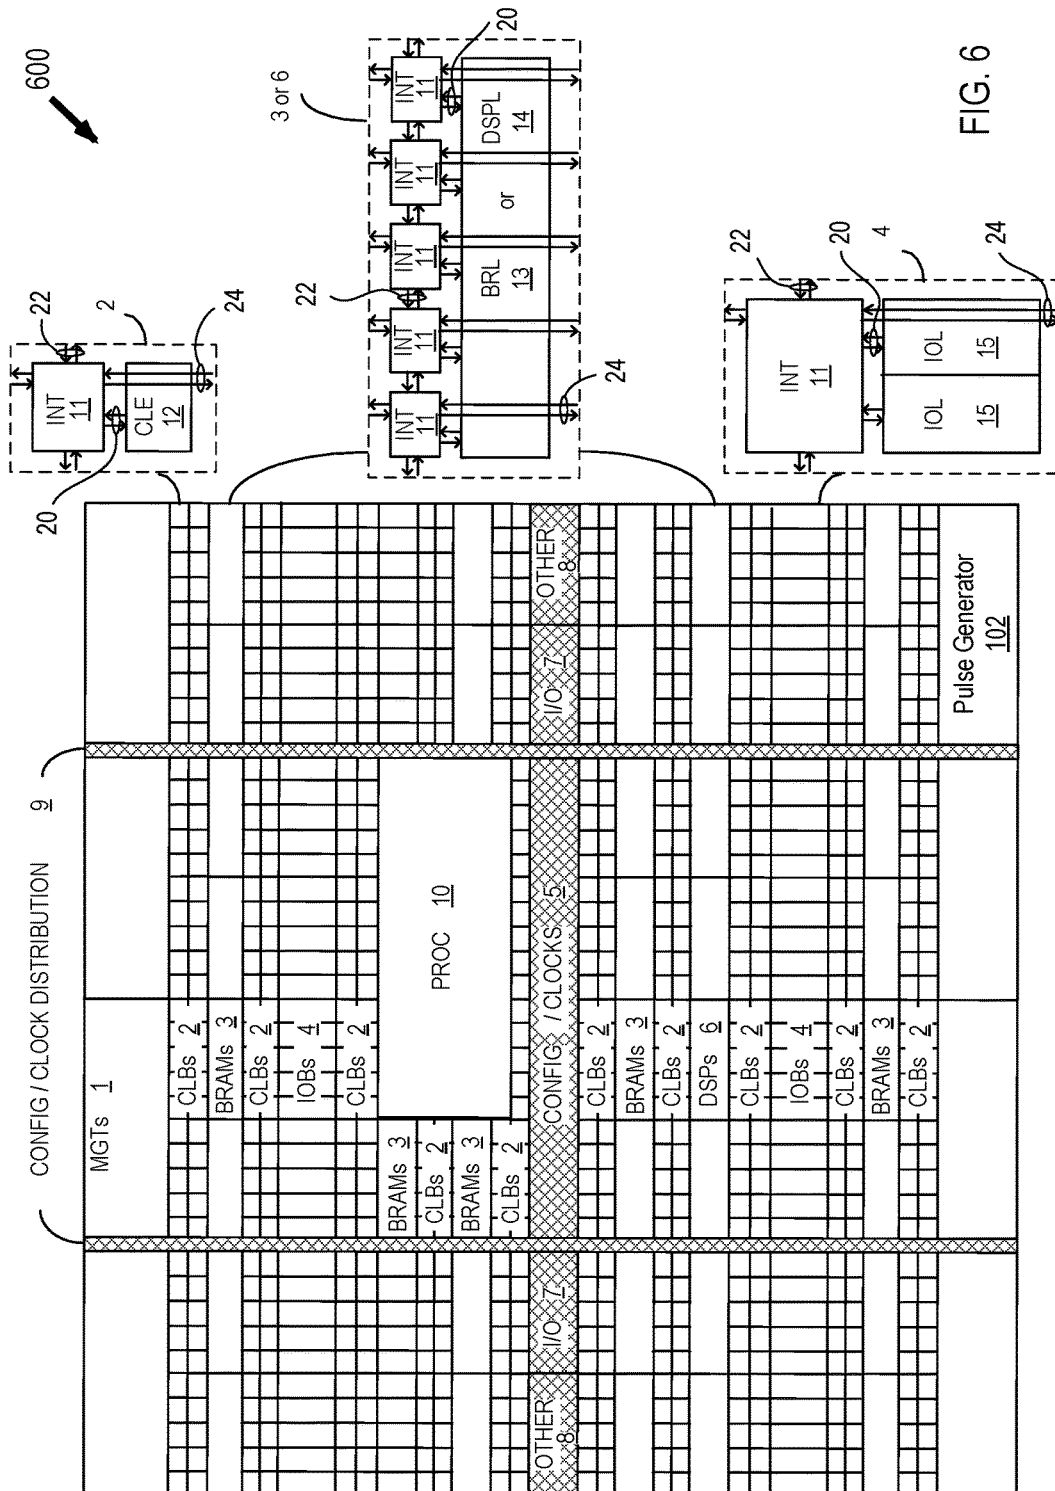 600
CONFIG / CLOCK DISTRIBUTION 9
MGTs 1
CLBs 2
BRAMs 3
CLBs 2
IOBs 4
CLBs 2
BRAMs 3
CLBs 2
BRAMs 3
CLBs 2
PROC 10
OTHER 8
I/O 7
CONFIG / CLOCKS 5
I/O 7
OTHER 8
CLBs 2
BRAMs 3
CLBs 2
DSPs 6
CLBs 2
IOBs 4
CLBs 2
BRAMs 3
CLBs 2
Pulse Generator
102
20
22
2
24
INT
11
CLE
12
3 or 6
20
22
24
INT
11
INT
11
INT
11
INT
11
INT
11
BRL
13
or
DSPL
14
22
20
4
24
INT
11
IOL
15
IOL
15
FIG. 6